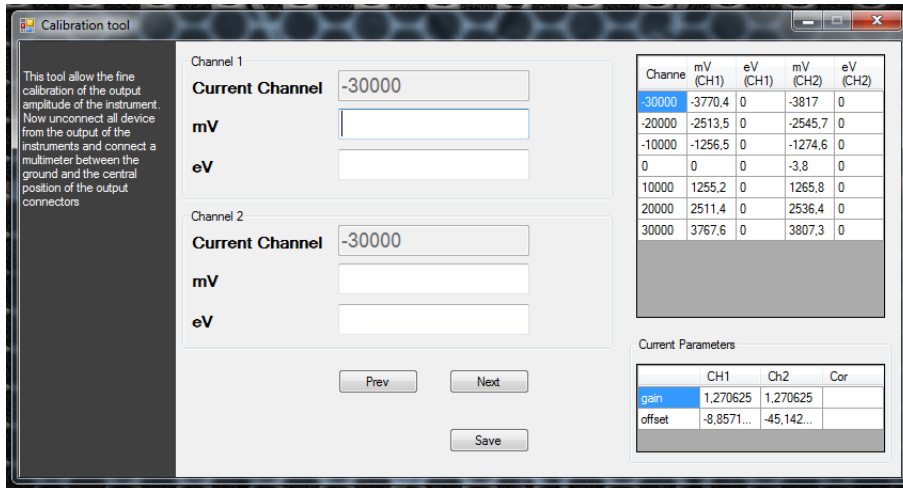 Calibration tool
This tool allow the fine
calibration of the output
amplitude of the instrument.
Now unconnect all device
from the output of the
instruments and connect a
multimeter between the
ground and the central
position of the output
connectors
Channel 1
Current Channel -30000
mV
eV
Channel 2
Current Channel -30000
mV
eV
Prev Next
Save
Channe mV (CH1) eV (CH1) mV (CH2) eV (CH2)
-30000 -3770,4 0 -3817 0
-20000 -2513,5 0 -2545,7 0
-10000 -1256,5 0 -1274,6 0
0 0 0 -3,8 0
10000 1255,2 0 1265,8 0
20000 2511,4 0 2536,4 0
30000 3767,6 0 3807,3 0
Current Parameters
CH1 Ch2 Cor
gain 1,270625 1,270625
offset -8,8571... -45,142...